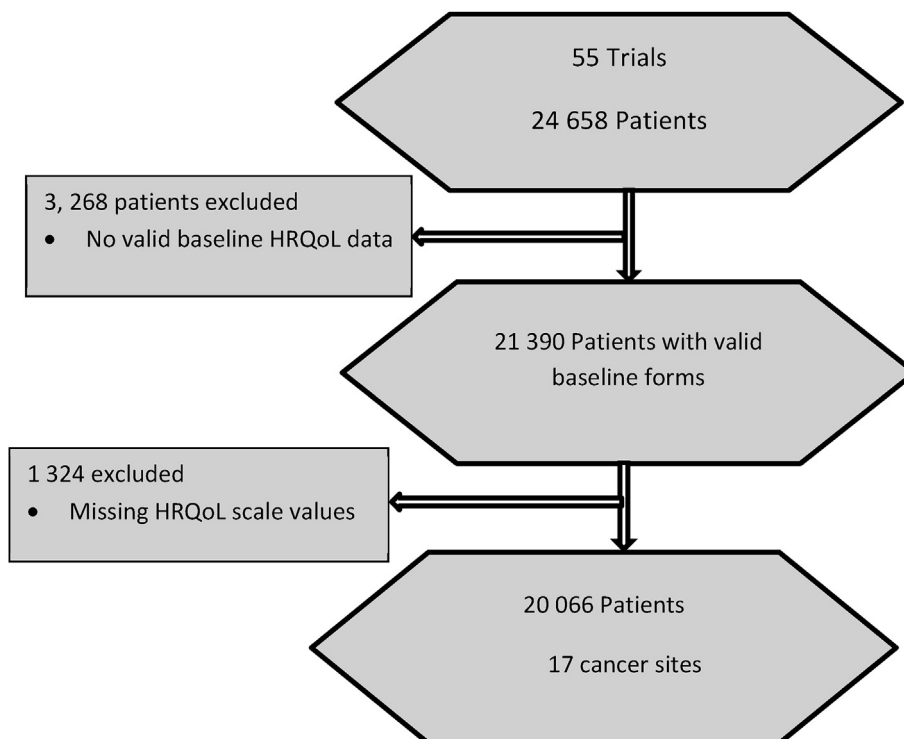 55 Trials
24 658 Patients
3, 268 patients excluded
• No valid baseline HRQoL data
21 390 Patients with valid
baseline forms
1 324 excluded
• Missing HRQoL scale values
20 066 Patients
17 cancer sites